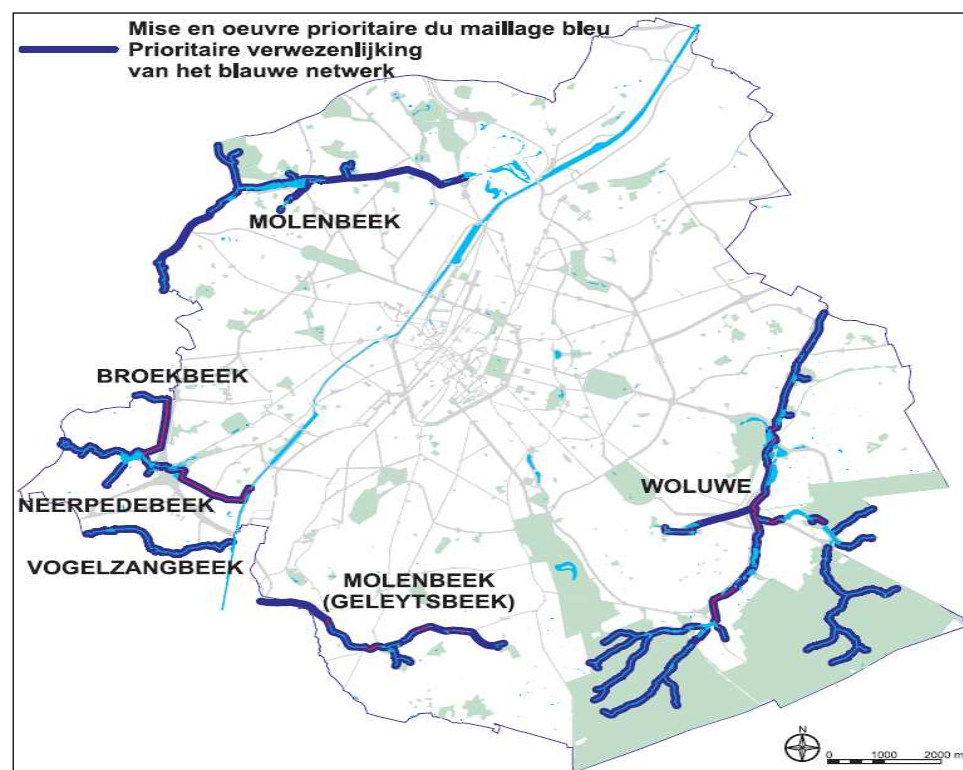 Mise en oeuvre prioritaire du maillage bleu
Prioritaire verwezenlijking
van het blauwe netwerk
MOLENBEEK
BROEKBEEK
NEERPEDEBEEK
WOLUWE
VOGELZANGBEEK
MOLENBEEK
(GELEYTSBEEK)
N
0 1000 2000 m